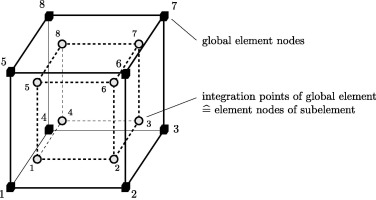 8 7
global element nodes
8 7
5 6
5 6
integration points of global element
≙ element nodes of subelement
4 4 3 3
1 2
1 2